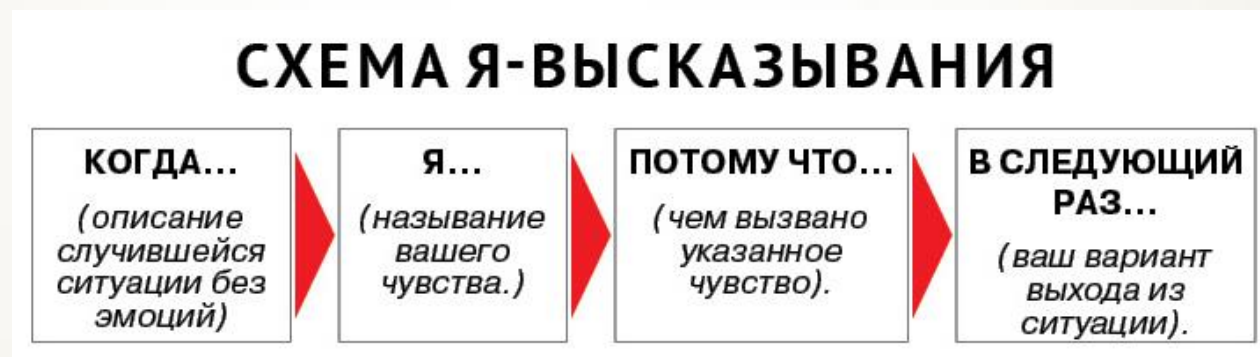 СХЕМА Я-ВЫСКАЗЫВАНИЯ
КОГДА...
(описание
случившейся
ситуации без
эмоций)
Я...
(называние
вашего
чувства.)
ПОТОМУ ЧТО...
(чем вызвано
указанное
чувство).
В СЛЕДУЮЩИЙ
РАЗ...
(ваш вариант
выхода из
ситуации).